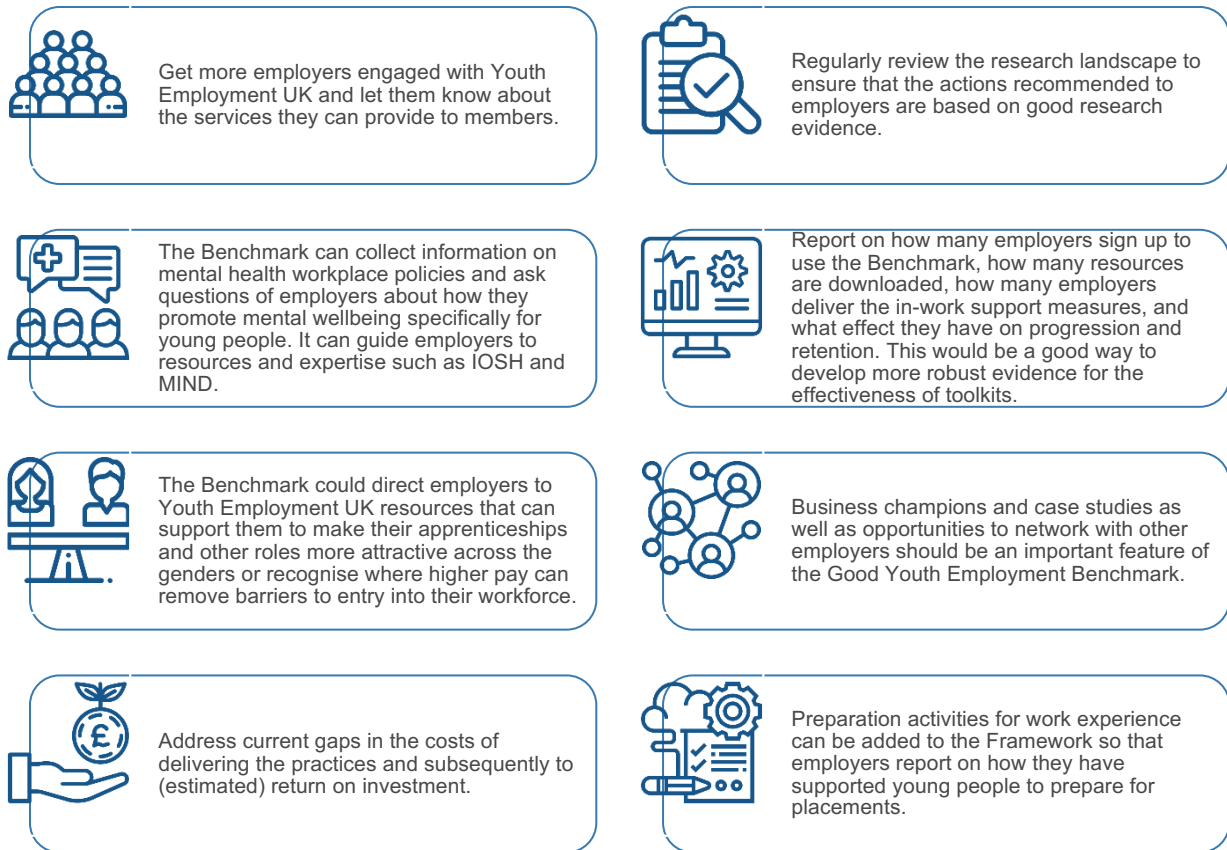 Get more employers engaged with Youth
Employment UK and let them know about
the services they can provide to members.
Regularly review the research landscape to
ensure that the actions recommended to
employers are based on good research
evidence.
The Benchmark can collect information on
mental health workplace policies and ask
questions of employers about how they
promote mental wellbeing specifically for
young people. It can guide employers to
resources and expertise such as IOSH and
MIND.
Report on how many employers sign up to
use the Benchmark, how many resources
are downloaded, how many employers
deliver the in-work support measures, and
what effect they have on progression and
retention. This would be a good way to
develop more robust evidence for the
effectiveness of toolkits.
The Benchmark could direct employers to
Youth Employment UK resources that can
support them to make their apprenticeships
and other roles more attractive across the
genders or recognise where higher pay can
remove barriers to entry into their workforce.
Business champions and case studies as
well as opportunities to network with other
employers should be an important feature of
the Good Youth Employment Benchmark.
£
Address current gaps in the costs of
delivering the practices and subsequently to
(estimated) return on investment.
Preparation activities for work experience
can be added to the Framework so that
employers report on how they have
supported young people to prepare for
placements.